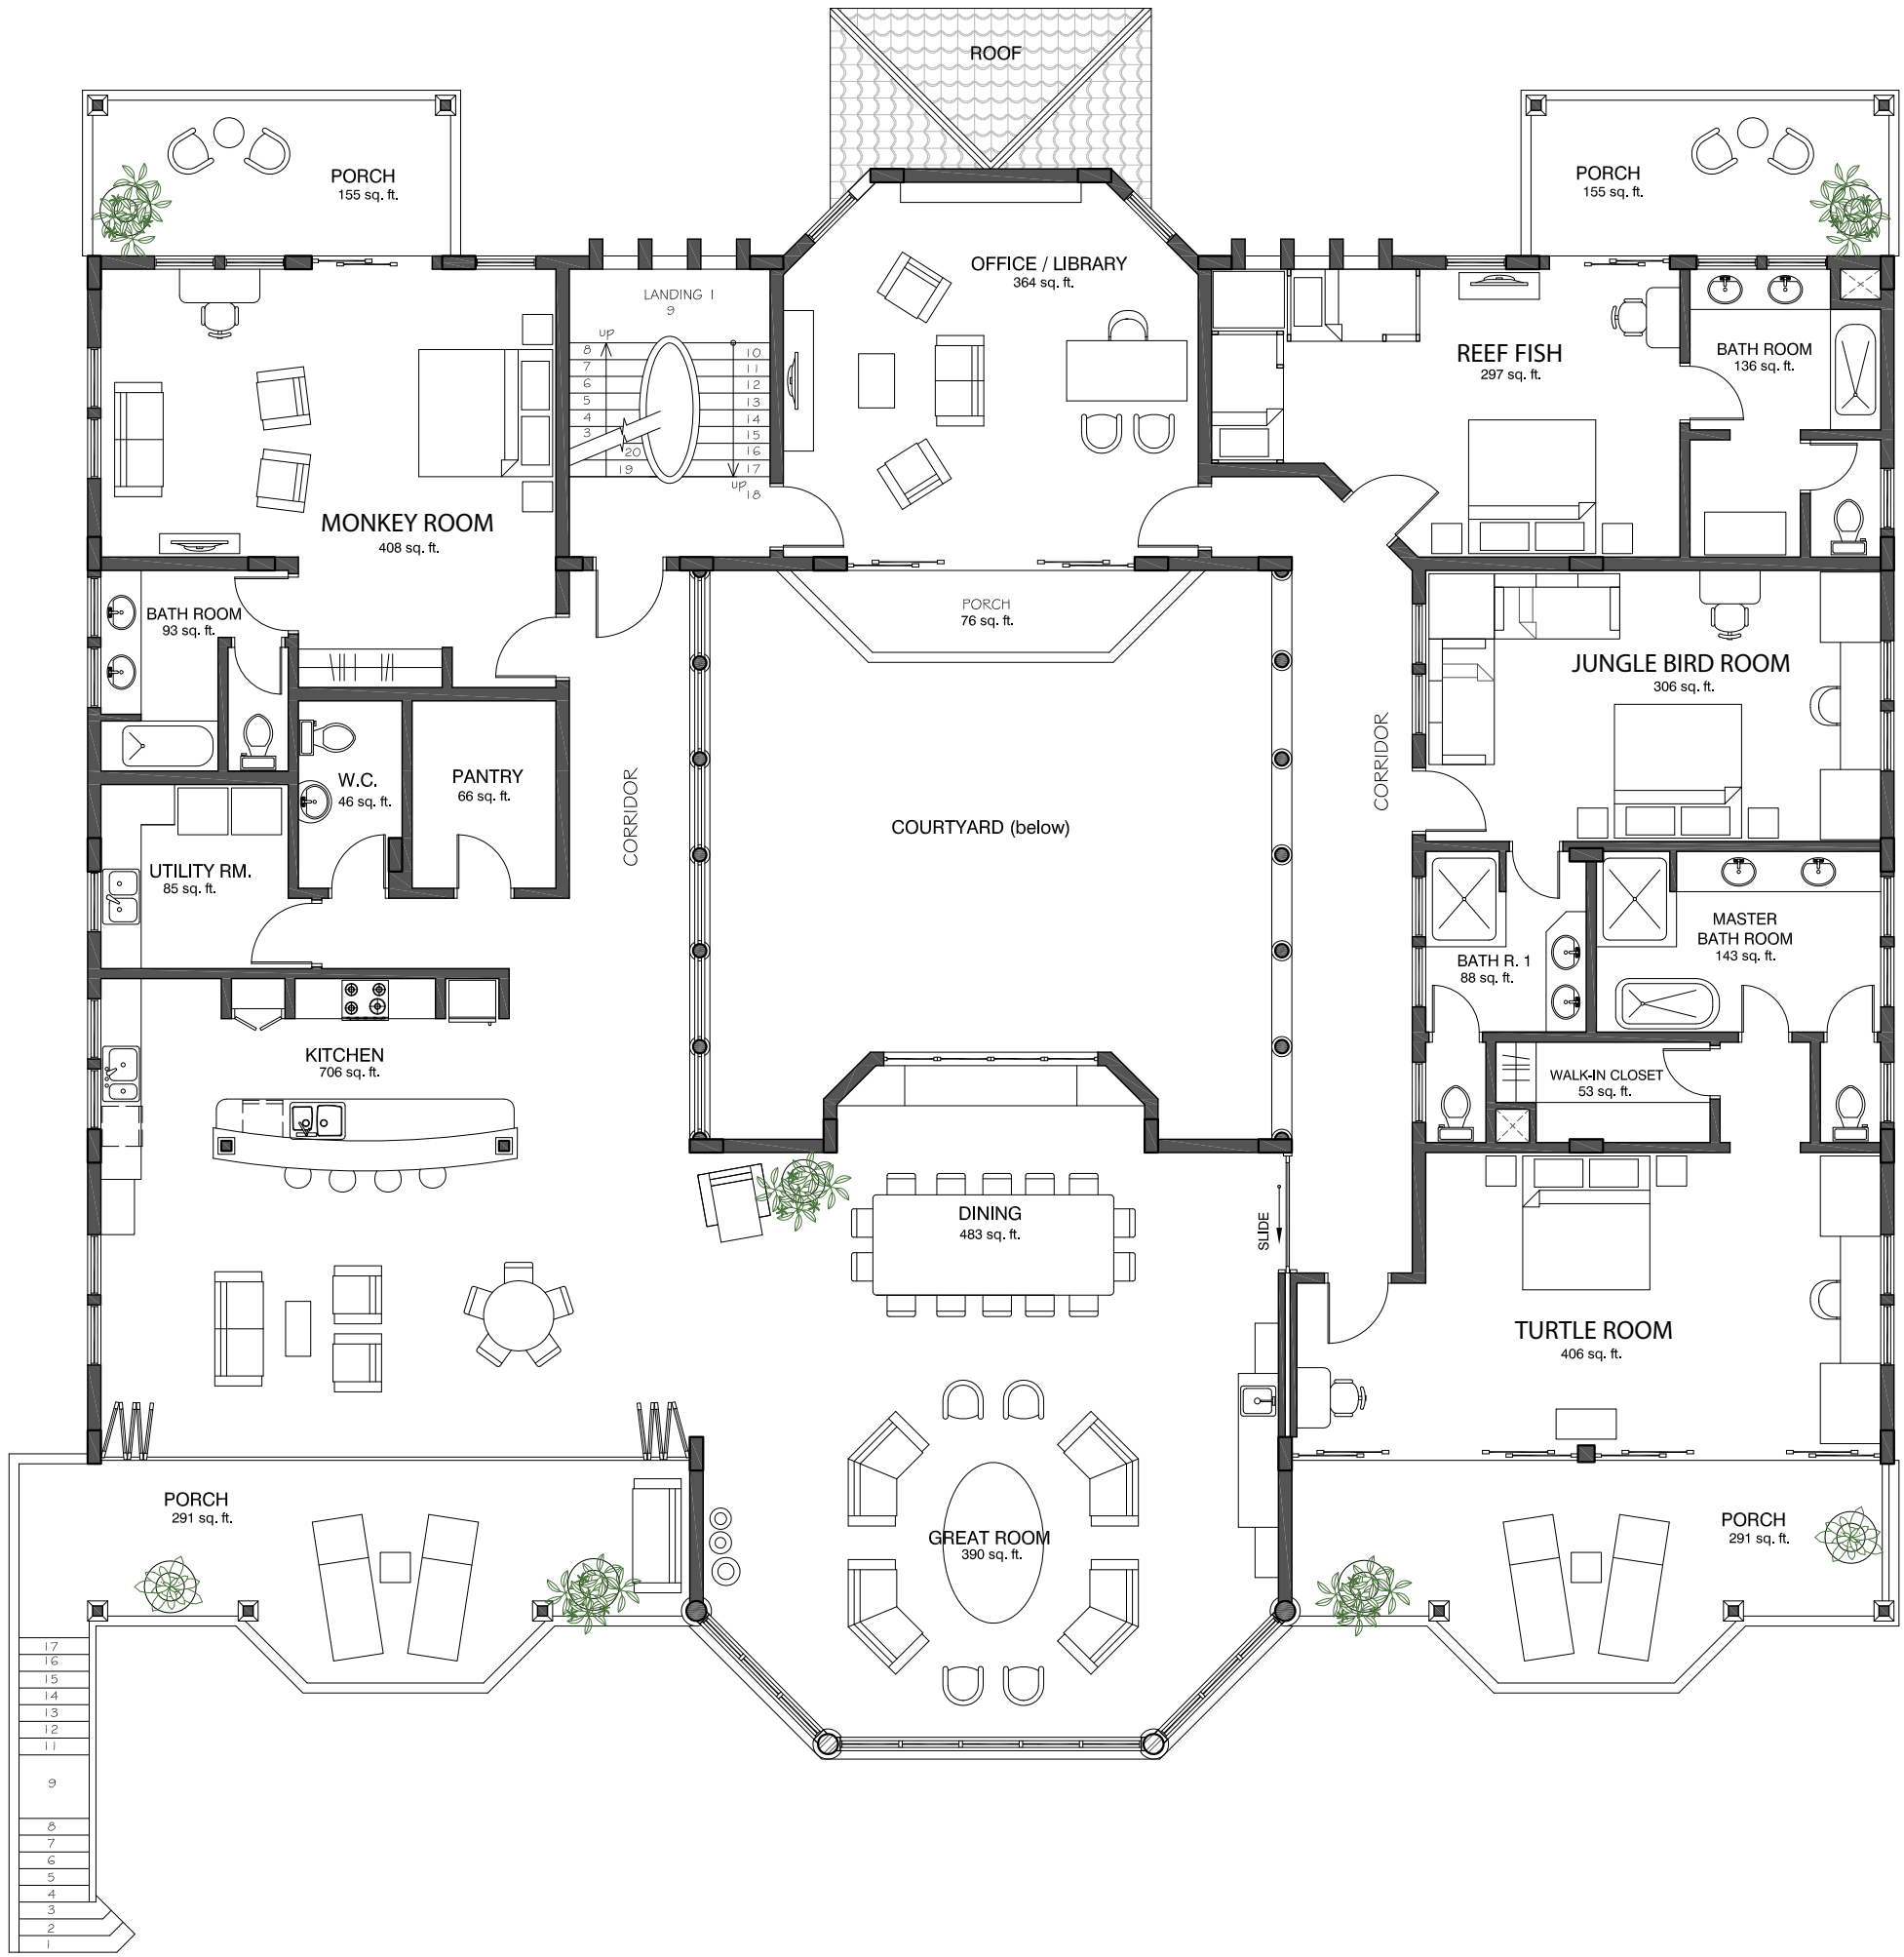 ROOF
PORCH
155 sq. ft.
PORCH
155 sq. ft.
OFFICE / LIBRARY
364 sq. ft.
LANDING 1
9
up
8
7
6
5
4
3
10
11
12
13
14
15
16
17
20
19
up
18
REEF FISH
297 sq. ft.
BATH ROOM
136 sq. ft.
MONKEY ROOM
408 sq. ft.
BATH ROOM
93 sq. ft.
PORCH
76 sq. ft.
JUNGLE BIRD ROOM
306 sq. ft.
CORRIDOR
CORRIDOR
W.C.
46 sq. ft.
PANTRY
66 sq. ft.
COURTYARD (below)
UTILITY RM.
85 sq. ft.
MASTER
BATH ROOM
143 sq. ft.
BATH R. 1
88 sq. ft.
KITCHEN
706 sq. ft.
WALK-IN CLOSET
53 sq. ft.
DINING
483 sq. ft.
SLIDE
TURTLE ROOM
406 sq. ft.
PORCH
291 sq. ft.
GREAT ROOM
390 sq. ft.
PORCH
291 sq. ft.
17
16
15
14
13
12
11
9
8
7
6
5
4
3
2
1